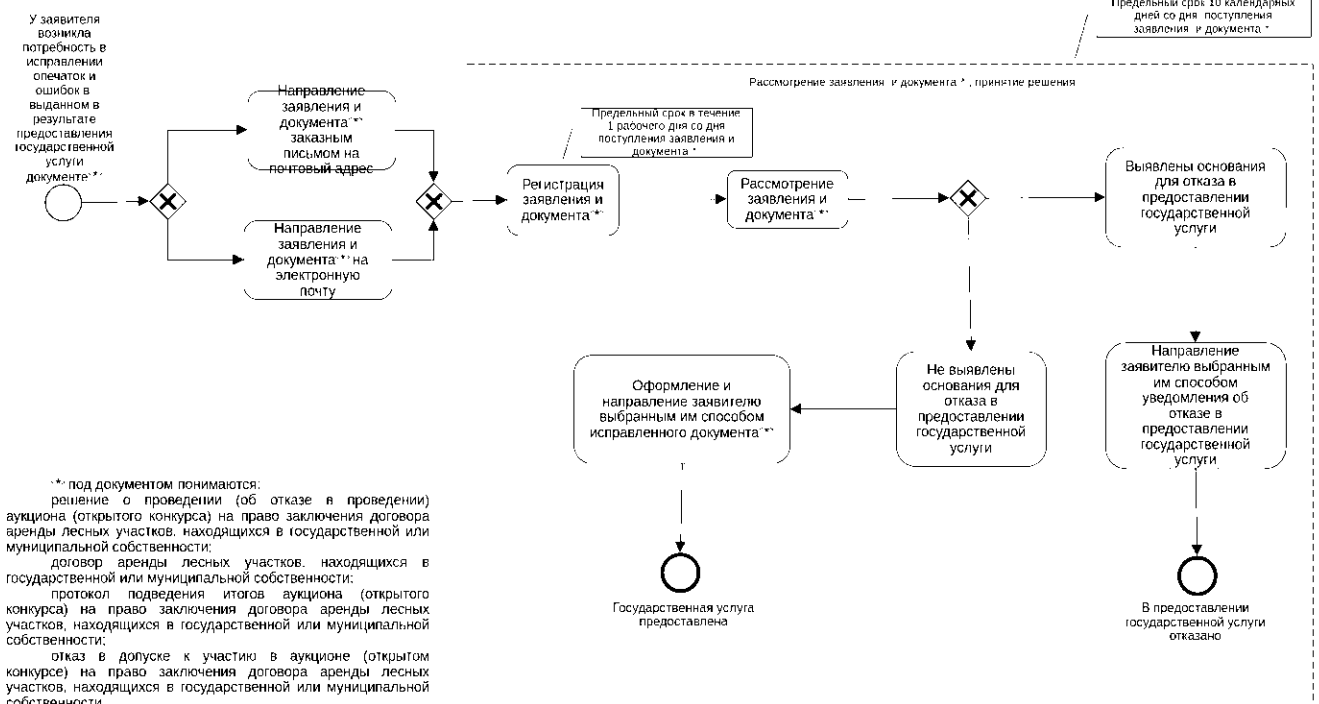 У заявителя
возникла
потребность в
исправлении
опечаток и
ошибок в
выданном в
результате
предоставления
государственной
услуги
документе "*"
Направление
заявления и
документа "*"
заказным
письмом на
почтовый адрес
Направление
заявления и
документа "*" на
электронную
почту
Предельный срок в течение
1 рабочего дня со дня
поступления заявления и
документа *
Регистрация
заявления и
документа "*"
Предельный срок 10 календарных
дней со дня поступления
заявления и документа *
Рассмотрение заявления и документа *, принятие решения
Рассмотрение
заявления и
документа "*"
Выявлены основания
для отказа в
предоставлении
государственной
услуги
Оформление и
направление заявителю
выбранным им способом
исправленного документа "*"
Не выявлены
основания для
отказа в
предоставлении
государственной
услуги
Направление
заявителю выбранным
им способом
уведомления об
отказе в
предоставлении
государственной
услуги
Государственная услуга
предоставлена
В предоставлении
государственной услуги
отказано
"*" под документом понимаются:
решение о проведении (об отказе в проведении)
аукциона (открытого конкурса) на право заключения договора
аренды лесных участков, находящихся в государственной или
муниципальной собственности;
договор аренды лесных участков, находящихся в
государственной или муниципальной собственности;
протокол подведения итогов аукциона (открытого
конкурса) на право заключения договора аренды лесных
участков, находящихся в государственной или муниципальной
собственности;
отказ в допуске к участию в аукционе (открытом
конкурсе) на право заключения договора аренды лесных
участков, находящихся в государственной или муниципальной
собственности